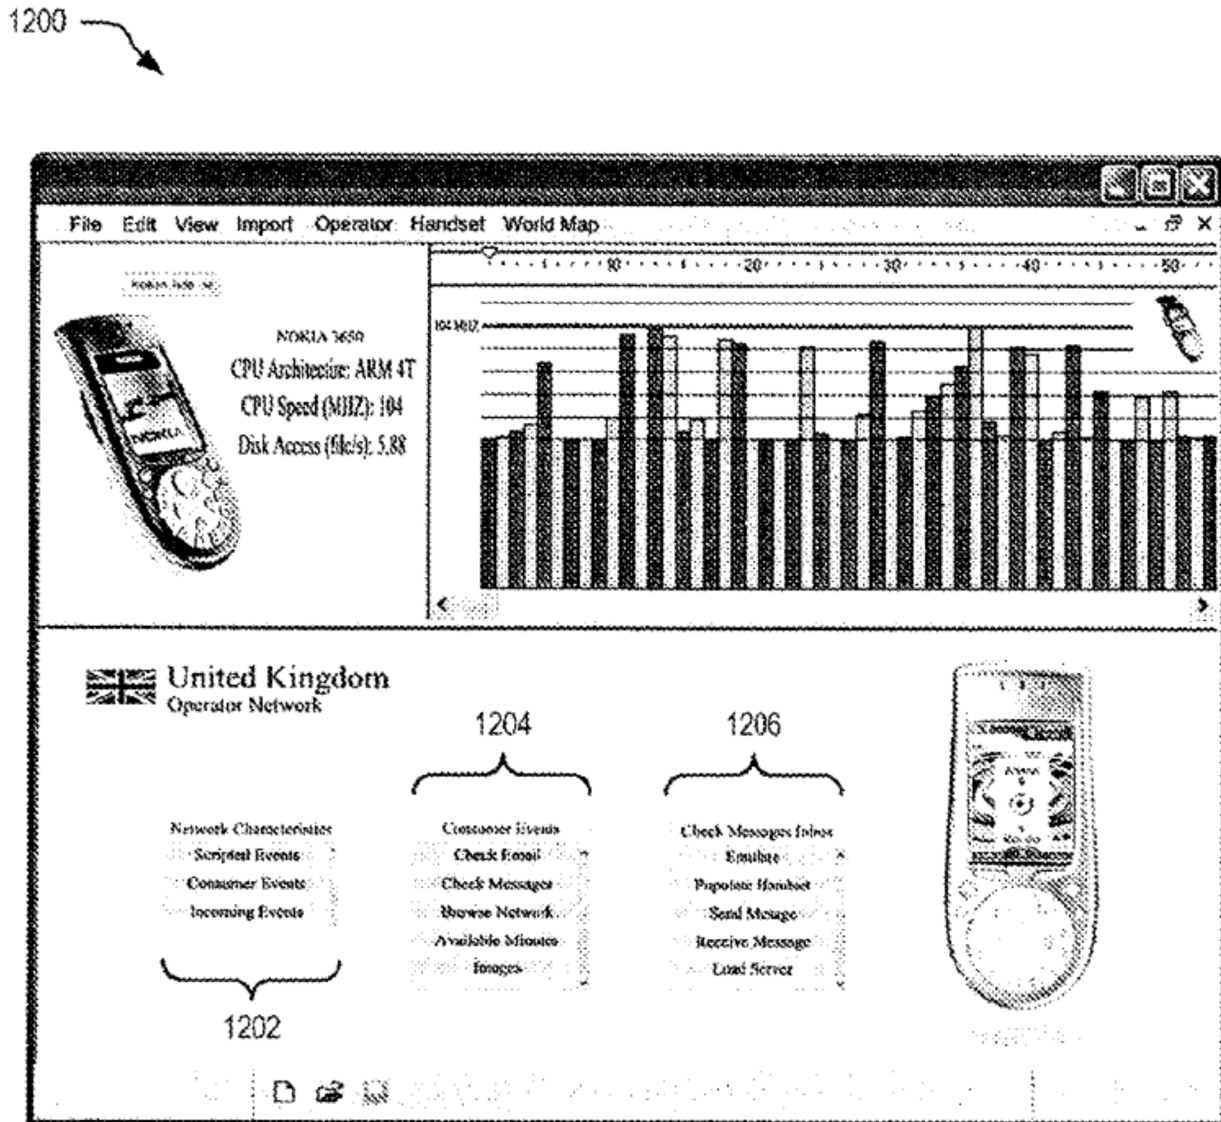 1200
File Edit View Import Operator Handset World Map
10 20 30 40 50
104 MHZ
NOKIA 3650
CPU Architecture: ARM 4T
CPU Speed (MHZ): 104
Disk Access (file/s): 5.88
NOKIA
United Kingdom
Operator Network
1204
1206
Network Characteristics
Scripted Events
Consumer Events
Incoming Events
1202
Consumer Events
Check Email
Check Messages
Browse Network
Available Minutes
Images
Check Messages Inbox
Emulate
Populate Handset
Send Message
Receive Message
Load Server